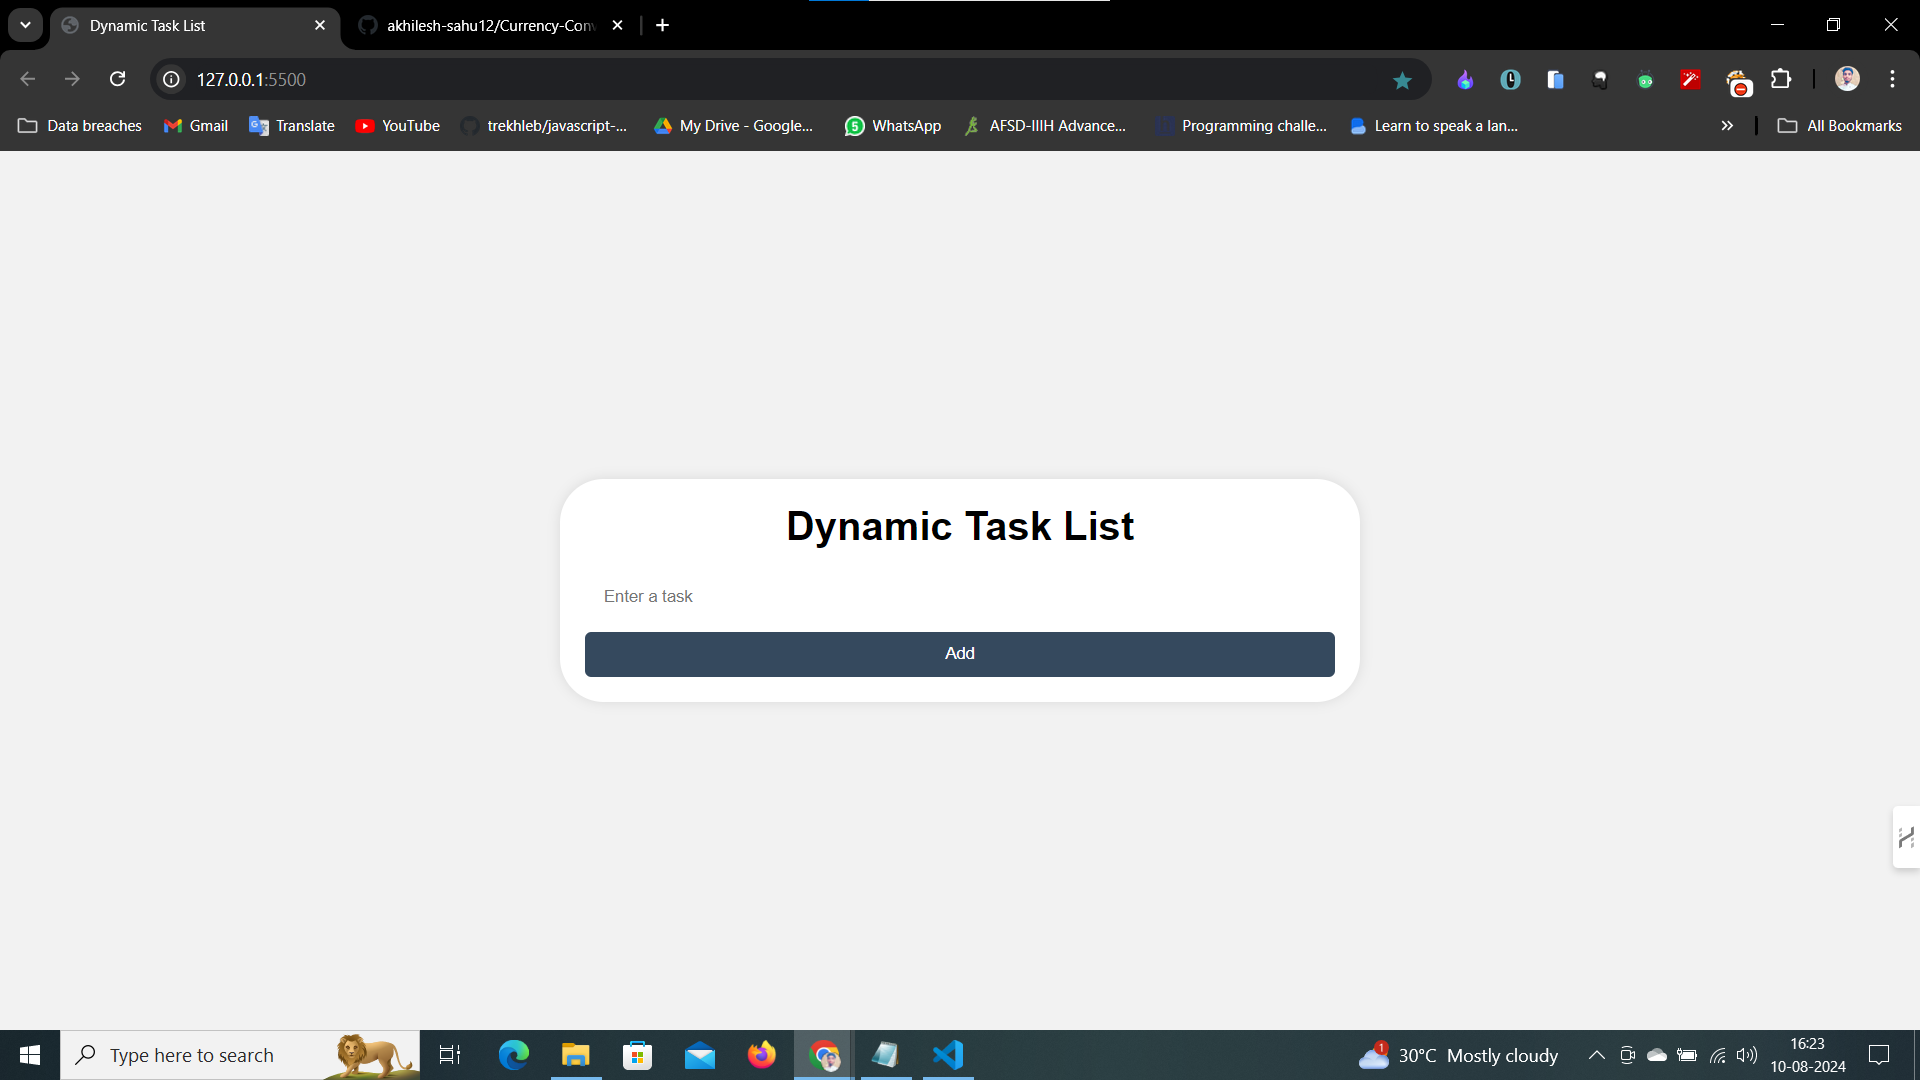 Dynamic Task List
akhilesh-sahu12/Currency-Conv
127.0.0.1:5500
Data breaches
Gmail
Translate
YouTube
trekhleb/javascript-...
My Drive - Google...
WhatsApp
AFSD-IIIH Advance...
Programming challe...
Learn to speak a lan...
All Bookmarks
Dynamic Task List
Enter a task
Add
Type here to search
1
30°C Mostly cloudy
16:23
10-08-2024